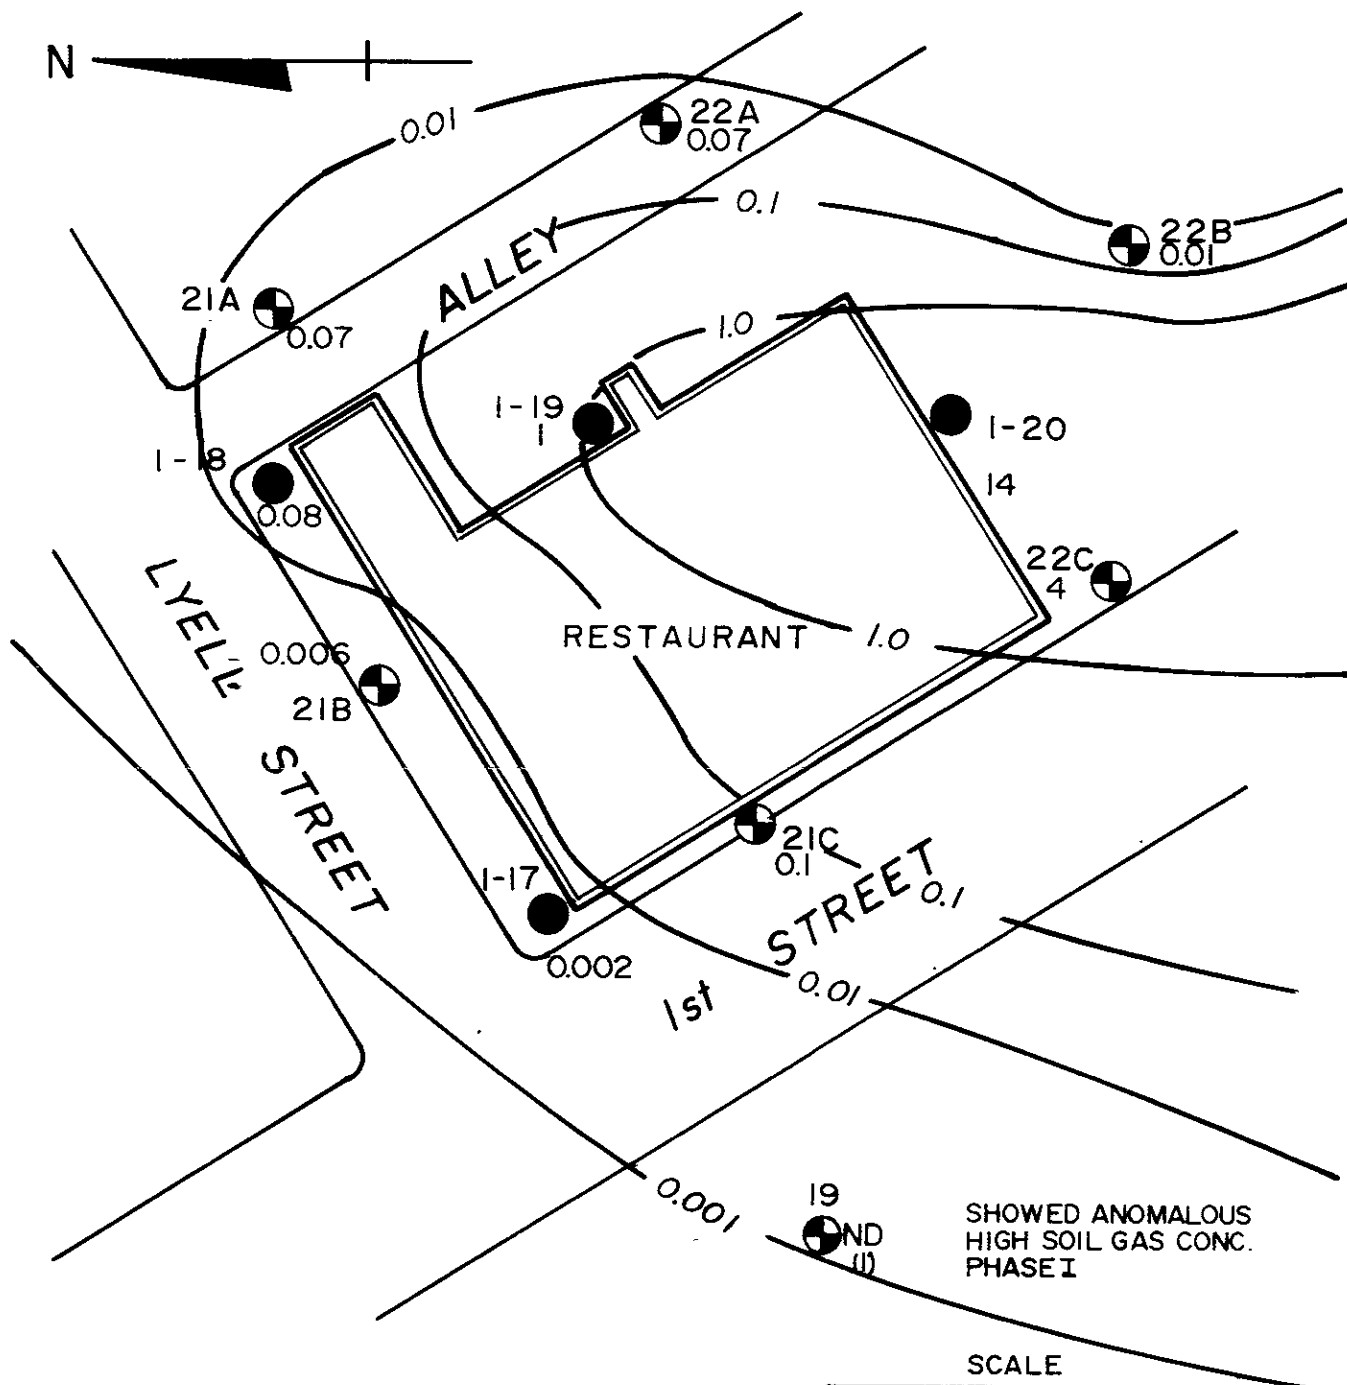 N
0.01
22A
0.07
0.1
22B
0.01
ALLEY
21A
0.07
1.0
1-19
1
1-20
1-18
0.08
14
22C
4
LYELL STREET
RESTAURANT
1.0
0.006
21B
21C
0.1
0.1
1-17
0.002
1st STREET
0.01
0.001
19
ND
(1)
SHOWED ANOMALOUS
HIGH SOIL GAS CONC.
PHASE I
SCALE